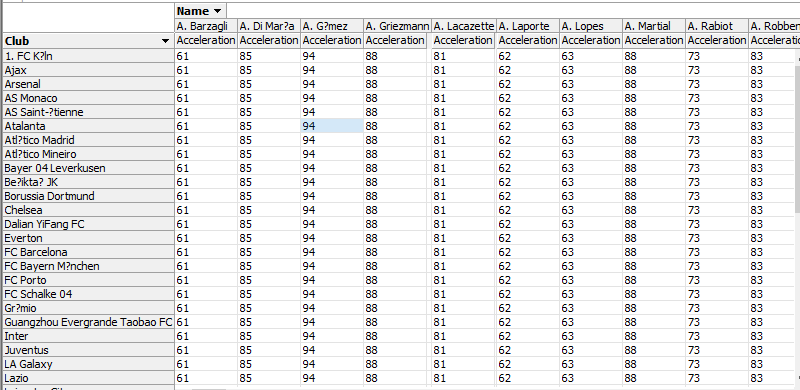 Name
A. Barzagli A. Di Mar?a A. G?mez A. Griezmann A. Lacazette A. Laporte A. Lopes A. Martial A. Rabiot A. Robben
Club Acceleration Acceleration Acceleration Acceleration Acceleration Acceleration Acceleration Acceleration Acceleration Acceleration
1. FC K?ln 61 85 94 88 81 62 63 88 73 83
Ajax 61 85 94 88 81 62 63 88 73 83
Arsenal 61 85 94 88 81 62 63 88 73 83
AS Monaco 61 85 94 88 81 62 63 88 73 83
AS Saint-?tienne 61 85 94 88 81 62 63 88 73 83
Atalanta 61 85 94 88 81 62 63 88 73 83
Atl?tico Madrid 61 85 94 88 81 62 63 88 73 83
Atl?tico Mineiro 61 85 94 88 81 62 63 88 73 83
Bayer 04 Leverkusen 61 85 94 88 81 62 63 88 73 83
Be?ikta? JK 61 85 94 88 81 62 63 88 73 83
Borussia Dortmund 61 85 94 88 81 62 63 88 73 83
Chelsea 61 85 94 88 81 62 63 88 73 83
Dalian YiFang FC 61 85 94 88 81 62 63 88 73 83
Everton 61 85 94 88 81 62 63 88 73 83
FC Barcelona 61 85 94 88 81 62 63 88 73 83
FC Bayern M?nchen 61 85 94 88 81 62 63 88 73 83
FC Porto 61 85 94 88 81 62 63 88 73 83
FC Schalke 04 61 85 94 88 81 62 63 88 73 83
Gr?mio 61 85 94 88 81 62 63 88 73 83
Guangzhou Evergrande Taobao FC 61 85 94 88 81 62 63 88 73 83
Inter 61 85 94 88 81 62 63 88 73 83
Juventus 61 85 94 88 81 62 63 88 73 83
LA Galaxy 61 85 94 88 81 62 63 88 73 83
Lazio 61 85 94 88 81 62 63 88 73 83